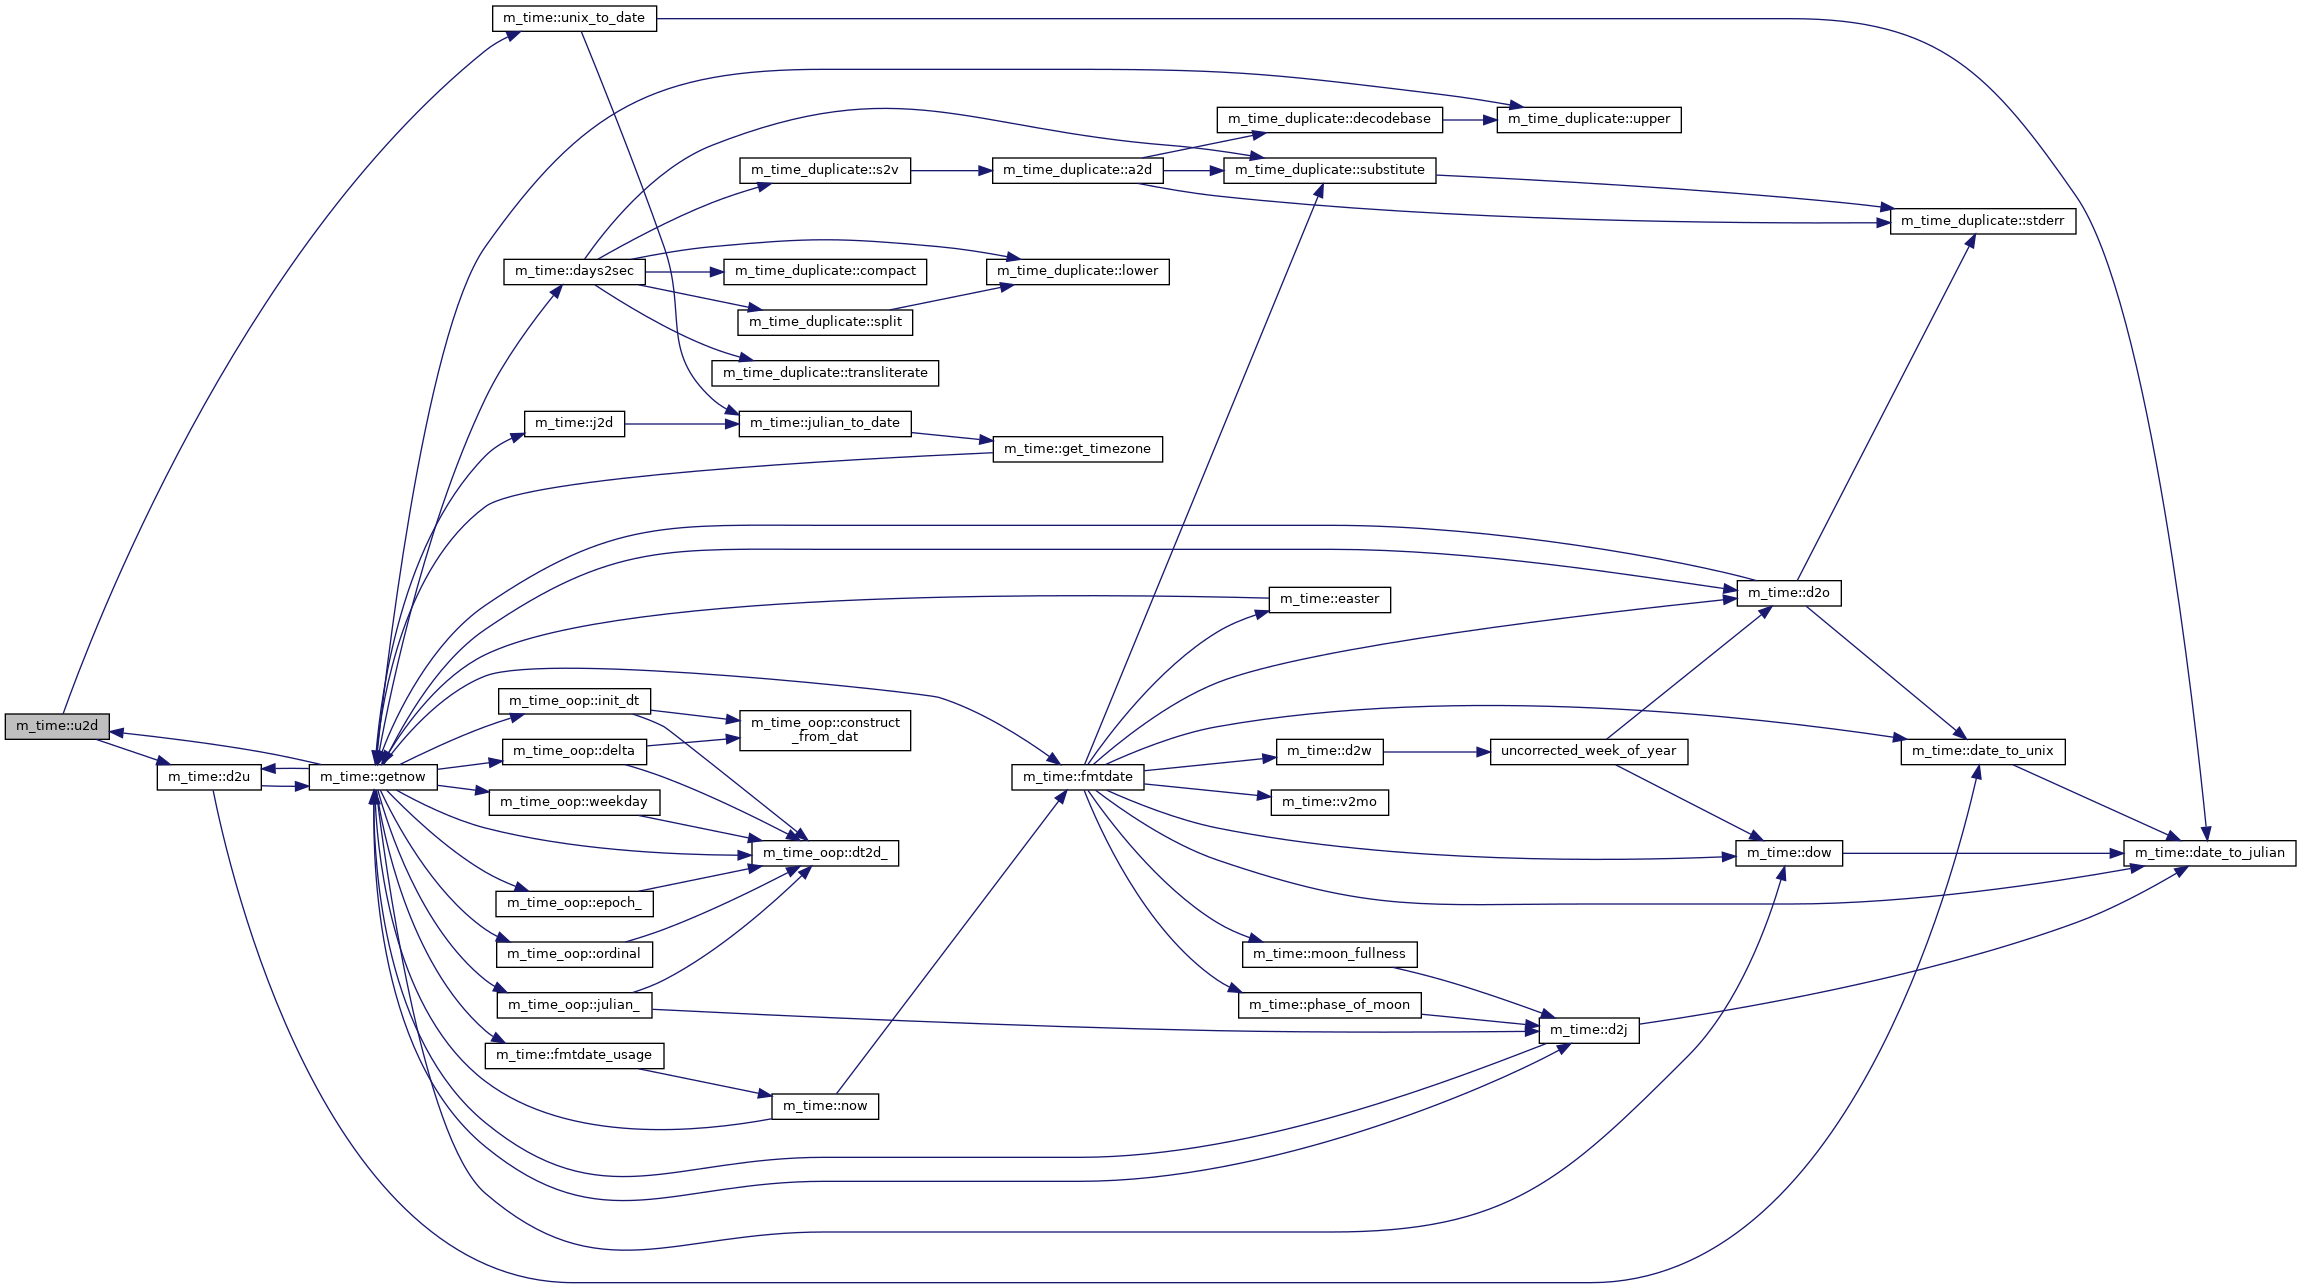 m_time::unix_to_date
m_time_duplicate::decodebase
m_time_duplicate::upper
m_time_duplicate::s2v
m_time_duplicate::a2d
m_time_duplicate::substitute
m_time_duplicate::stderr
m_time::days2sec
m_time_duplicate::compact
m_time_duplicate::lower
m_time_duplicate::split
m_time_duplicate::transliterate
m_time::j2d
m_time::julian_to_date
m_time::get_timezone
m_time::easter
m_time::d2o
m_time_oop::init_dt
m_time::u2d
m_time_oop::construct
_from_dat
m_time_oop::delta
m_time::d2w
uncorrected_week_of_year
m_time::date_to_unix
m_time::d2u
m_time::getnow
m_time::fmtdate
m_time_oop::weekday
m_time::v2mo
m_time_oop::dt2d_
m_time::dow
m_time::date_to_julian
m_time_oop::epoch_
m_time_oop::ordinal
m_time::moon_fullness
m_time_oop::julian_
m_time::phase_of_moon
m_time::d2j
m_time::fmtdate_usage
m_time::now